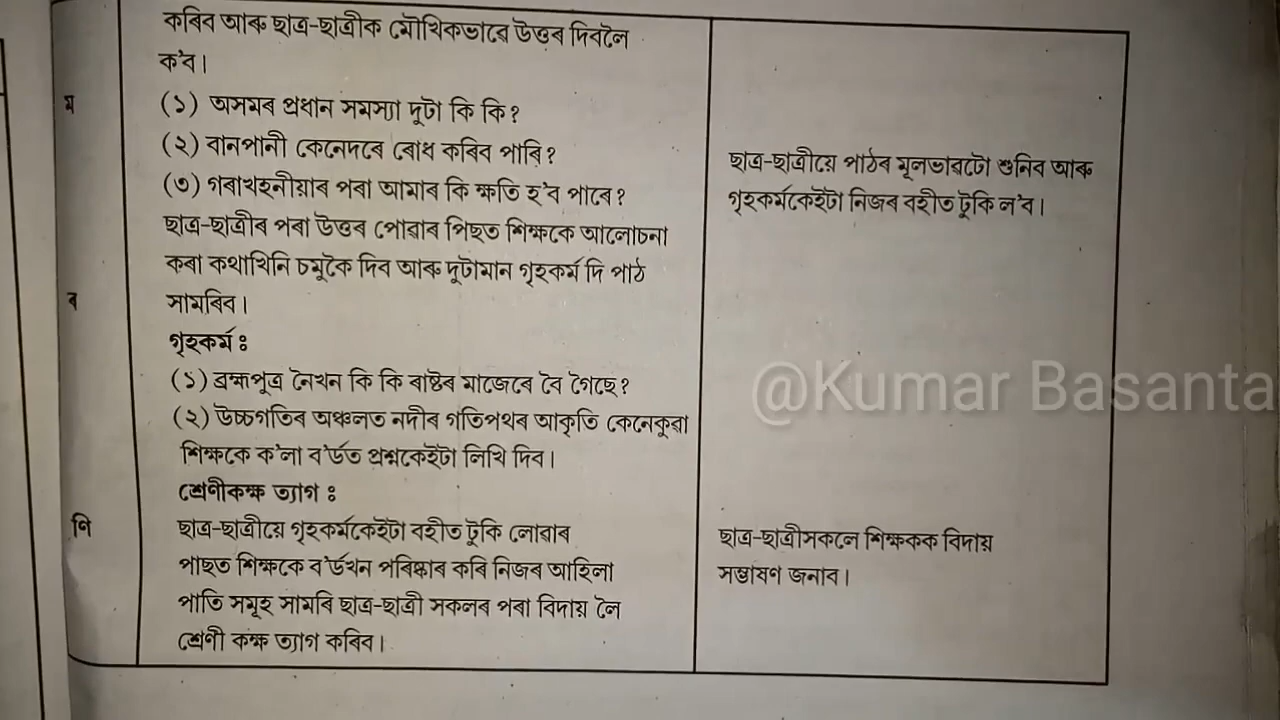 কৰিব আৰু ছাত্ৰ-ছাত্ৰীক মৌখিকভাৱে উত্তৰ দিবলৈ
ক'ব।
ম
(১) অসমৰ প্ৰধান সমস্যা দুটা কি কি?
(২) বানপানী কেনেদৰে ৰোধ কৰিব পাৰি?
(৩) গৰাখহনীয়াৰ পৰা আমাৰ কি ক্ষতি হ'ব পাৰে?
ছাত্ৰ-ছাত্ৰীৰ পৰা উত্তৰ পোৱাৰ পিছত শিক্ষকে আলোচনা
কৰা কথাখিনি চমুকৈ দিব আৰু দুটামান গৃহকৰ্ম দি পাঠ
ৰ
সামৰিব।
গৃহকৰ্ম ঃ
(১) ব্ৰহ্মপুত্ৰ নৈখন কি কি ৰাষ্টৰ মাজেৰে বৈ গৈছে?
(২) উচ্চগতিৰ অঞ্চলত নদীৰ গতিপথৰ আকৃতি কেনেকুৱা
শিক্ষকে ক'লা ব'ৰ্ডত প্ৰশ্নকেইটা লিখি দিব।
শ্ৰেণীকক্ষ ত্যাগ ঃ
ণি
ছাত্ৰ-ছাত্ৰীয়ে গৃহকৰ্মকেইটা বহীত টুকি লোৱাৰ
পাছত শিক্ষকে ব'ৰ্ডখন পৰিষ্কাৰ কৰি নিজৰ আহিলা
পাতি সমূহ সামৰি ছাত্ৰ-ছাত্ৰী সকলৰ পৰা বিদায় লৈ
শ্ৰেণী কক্ষ ত্যাগ কৰিব।
ছাত্ৰ-ছাত্ৰীয়ে পাঠৰ মূলভাৱটো শুনিব আৰু
গৃহকৰ্মকেইটা নিজৰ বহীত টুকি ল'ব।
@Kumar Basanta
ছাত্ৰ-ছাত্ৰীসকলে শিক্ষকক বিদায়
সম্ভাষণ জনাব।